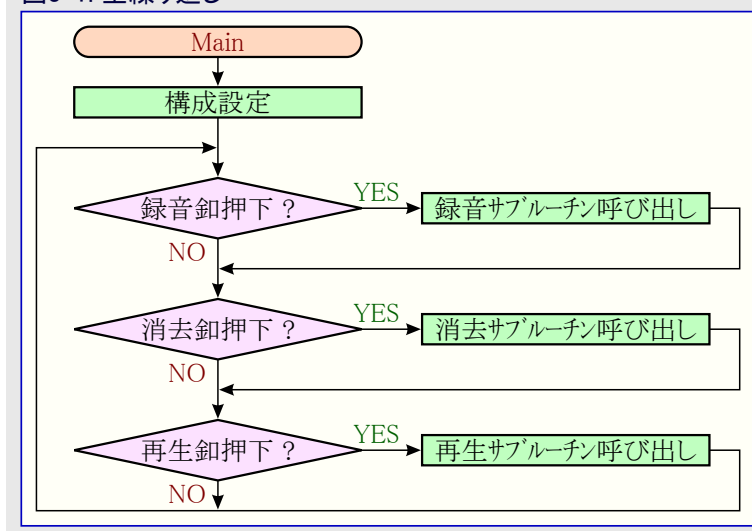 Main
構成設定
録音釦押下？
YES
録音ｻﾌﾞﾙｰﾁﾝ呼び出し
NO
消去釦押下？
YES
消去ｻﾌﾞﾙｰﾁﾝ呼び出し
NO
再生釦押下？
YES
再生ｻﾌﾞﾙｰﾁﾝ呼び出し
NO